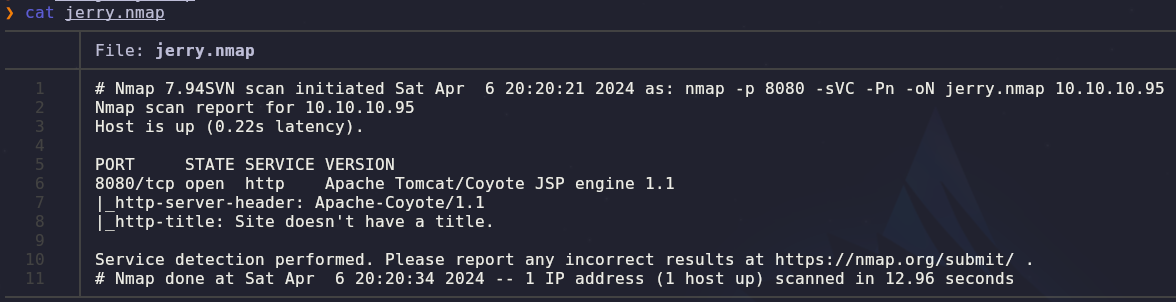 ❯ cat jerry.nmap
File: jerry.nmap
1 # Nmap 7.94SVN scan initiated Sat Apr  6 20:20:21 2024 as: nmap -p 8080 -sVC -Pn -oN jerry.nmap 10.10.10.95
2 Nmap scan report for 10.10.10.95
3 Host is up (0.22s latency).
4
5 PORT     STATE SERVICE VERSION
6 8080/tcp open  http    Apache Tomcat/Coyote JSP engine 1.1
7 |_http-server-header: Apache-Coyote/1.1
8 |_http-title: Site doesn't have a title.
9
10 Service detection performed. Please report any incorrect results at https://nmap.org/submit/ .
11 # Nmap done at Sat Apr  6 20:20:34 2024 -- 1 IP address (1 host up) scanned in 12.96 seconds